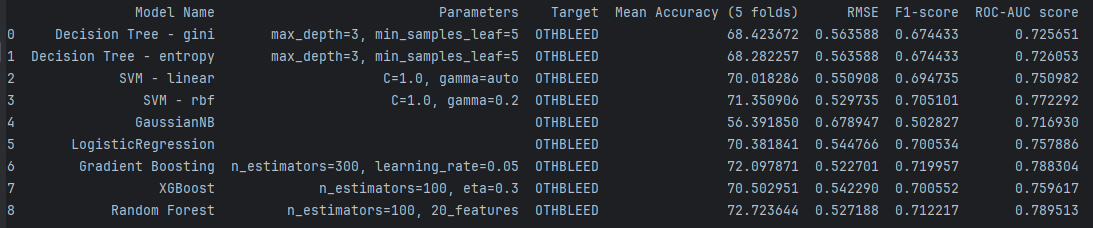 Model Name Parameters Target Mean Accuracy (5 folds) RMSE F1-score ROC-AUC score
0 Decision Tree - gini max_depth=3, min_samples_leaf=5 OTHBLEED 68.423672 0.563588 0.674433 0.725651
1 Decision Tree - entropy max_depth=3, min_samples_leaf=5 OTHBLEED 68.282257 0.563588 0.674433 0.726053
2 SVM - linear C=1.0, gamma=auto OTHBLEED 70.018286 0.550908 0.694735 0.750982
3 SVM - rbf C=1.0, gamma=0.2 OTHBLEED 71.350906 0.529735 0.705101 0.772292
4 GaussianNB OTHBLEED 56.391850 0.678947 0.502827 0.716930
5 LogisticRegression OTHBLEED 70.381841 0.544766 0.700534 0.757886
6 Gradient Boosting n_estimators=300, learning_rate=0.05 OTHBLEED 72.097871 0.522701 0.719957 0.788304
7 XGBoost n_estimators=100, eta=0.3 OTHBLEED 70.502951 0.542290 0.700552 0.759617
8 Random Forest n_estimators=100, 20_features OTHBLEED 72.723644 0.527188 0.712217 0.789513